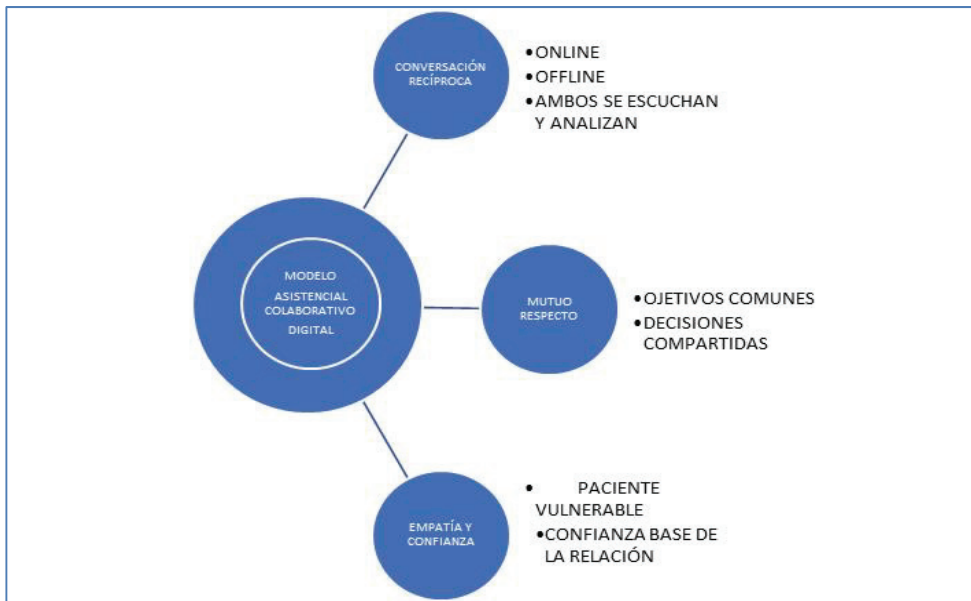 CONVERSACIÓN
RECÍPROCA
•ONLINE
•OFFLINE
•AMBOS SE ESCUCHAN
Y ANALIZAN
MODELO
ASISTENCIAL
COLABORATIVO
DIGITAL
MUTUO
RESPECTO
•OJETIVOS COMUNES
•DECISIONES
COMPARTIDAS
EMPATÍA Y
CONFIANZA
• PACIENTE
VULNERABLE
•CONFIANZA BASE DE
LA RELACIÓN